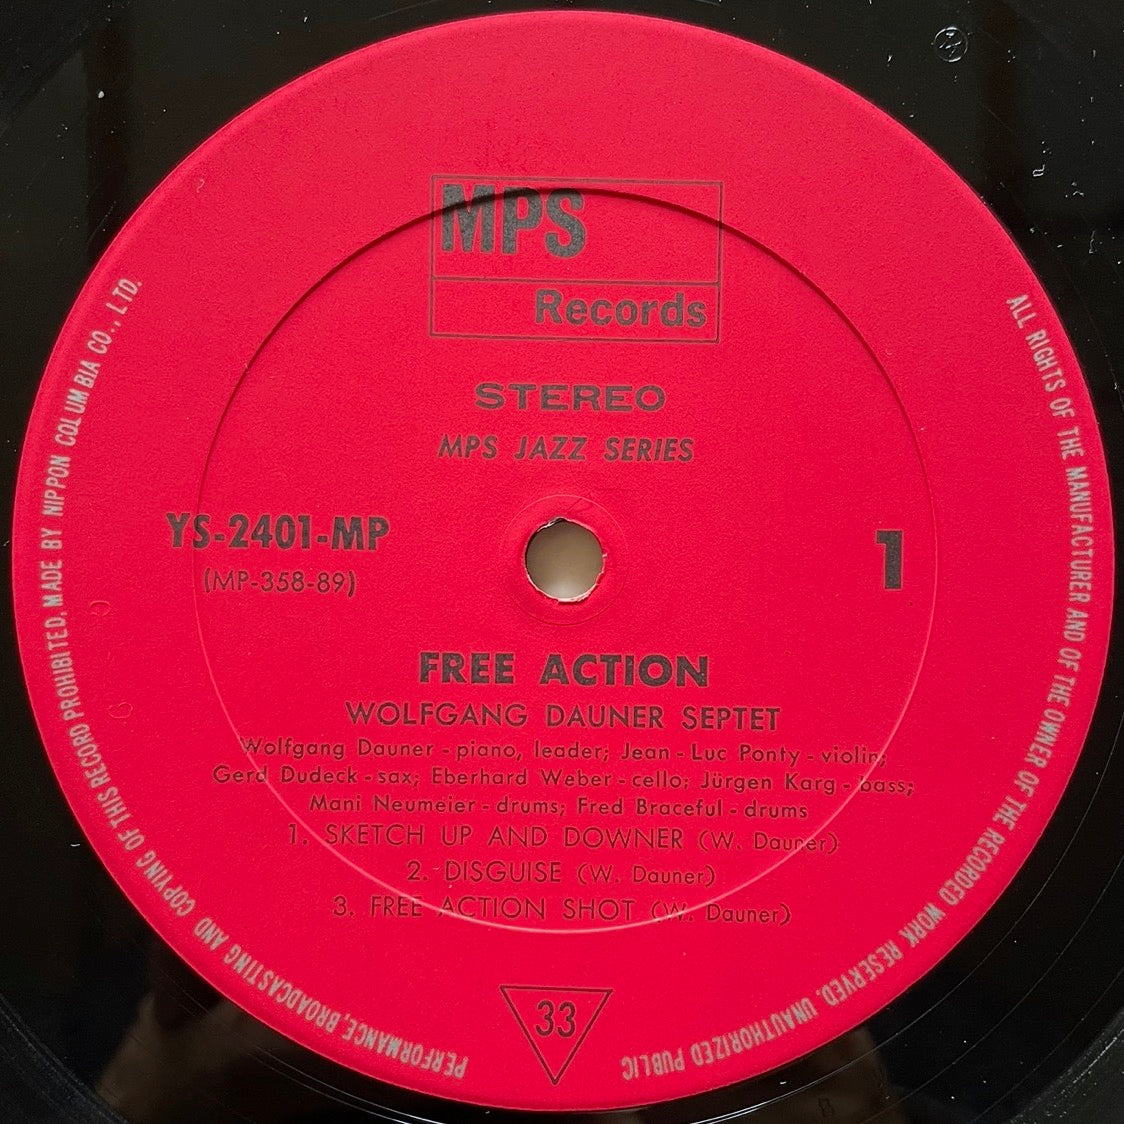 MPS
Records
STEREO
MPS JAZZ SERIES
YS-2401-MP
(MP-358-89)
1
FREE ACTION
WOLFGANG DAUNER SEPTET
Wolfgang Dauner - piano, leader; Jean - Luc Ponty - violin;
Gerd Dudeck - sax; Eberhard Weber - cello; Jürgen Karg - bass;
Mani Neumeier - drums; Fred Braceful - drums
1. SKETCH UP AND DOWNER (W. Dauner)
2. DISGUISE (W. Dauner)
3. FREE ACTION SHOT (W. Dauner)
33
ALL RIGHTS OF THE MANUFACTURER AND OF THE OWNER OF THE RECORDED WORK RESERVED. UNAUTHORIZED PUBLIC
PERFORMANCE, BROADCASTING AND COPYING OF THIS RECORD PROHIBITED. MADE BY NIPPON COLUMBIA CO., LTD.